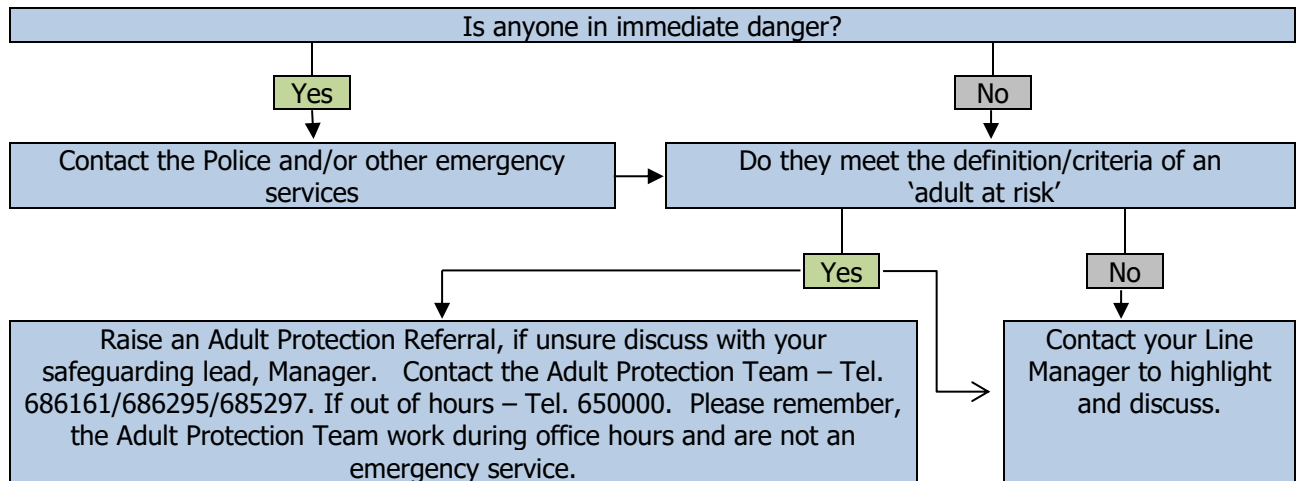 Is anyone in immediate danger?
Yes
No
Contact the Police and/or other emergency
services
Do they meet the definition/criteria of an
‘adult at risk’
Yes
No
Raise an Adult Protection Referral, if unsure discuss with your
safeguarding lead, Manager. Contact the Adult Protection Team – Tel.
686161/686295/685297. If out of hours – Tel. 650000. Please remember,
the Adult Protection Team work during office hours and are not an
emergency service.
Contact your Line
Manager to highlight
and discuss.